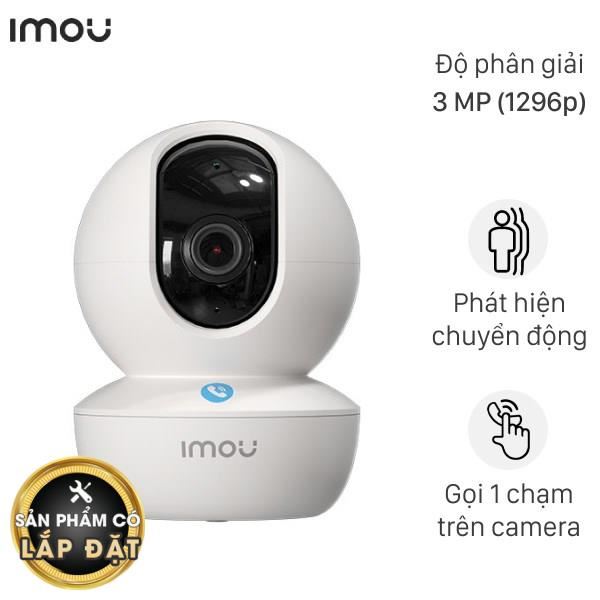 imou
Độ phân giải
3 MP (1296p)
Phát hiện
chuyển động
Gọi 1 chạm
trên camera
imou
SẢN PHẨM CÓ
LẮP ĐẶT